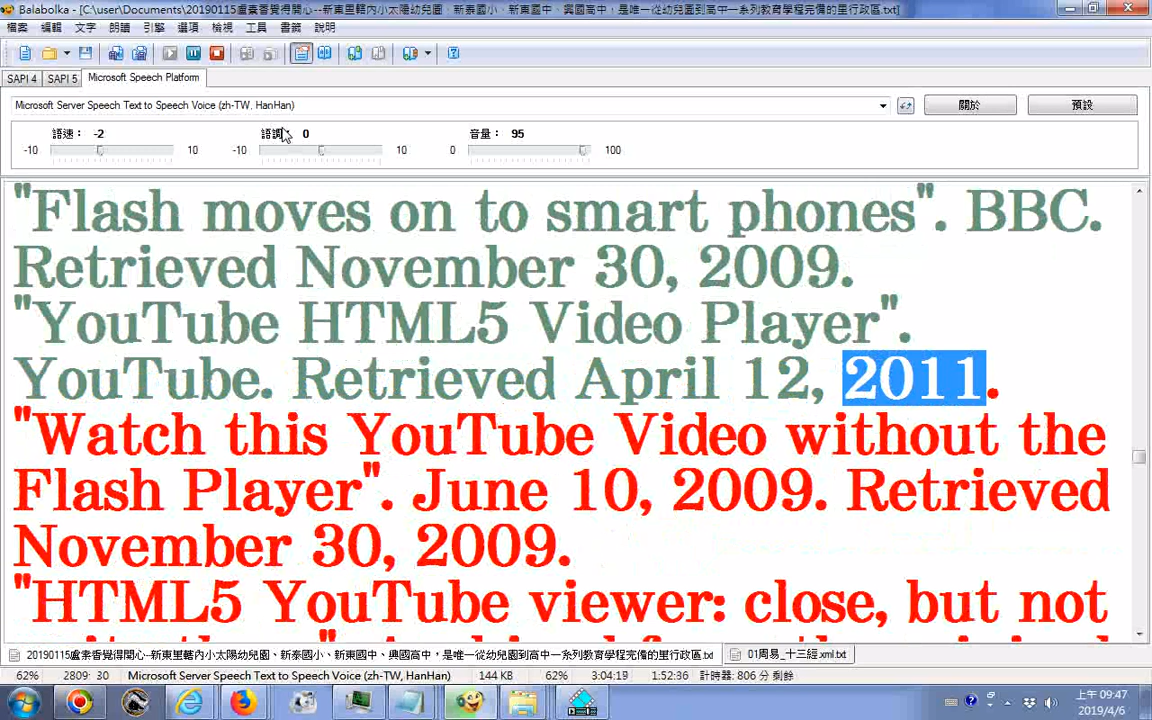 Balabolka - [C:\user\Documents\20190115盧素香覺得開心--新東里轄內小太陽幼兒園、新泰國小、新東國中、興國高中，是唯一從幼兒園到高中一系列教育學程完備的里行政區.txt]
檔案 編輯 文字 朗讀 引擎 選項 檢視 工具 書籤 說明
SAPI 4 SAPI 5 Microsoft Speech Platform
Microsoft Server Speech Text to Speech Voice (zh-TW, HanHan) 關於 預設
語速： -2 語調： 0 音量： 95
-10 10 -10 10 0 100
"Flash moves on to smart phones". BBC.
Retrieved November 30, 2009.
"YouTube HTML5 Video Player".
YouTube. Retrieved April 12, 2011.
"Watch this YouTube Video without the
Flash Player". June 10, 2009. Retrieved
November 30, 2009.
"HTML5 YouTube viewer: close, but not
20190115盧素香覺得開心--新東里轄內小太陽幼兒園、新泰國小、新東國中、興國高中，是唯一從幼兒園到高中一系列教育學程完備的里行政區.txt 01周易_十三經.xml.txt
62% 2809: 30 Microsoft Server Speech Text to Speech Voice (zh-TW, HanHan) 144 KB 62% 3:04:19 1:52:36 計時器: 806 分 剩餘
上午 09:47
2019/4/6